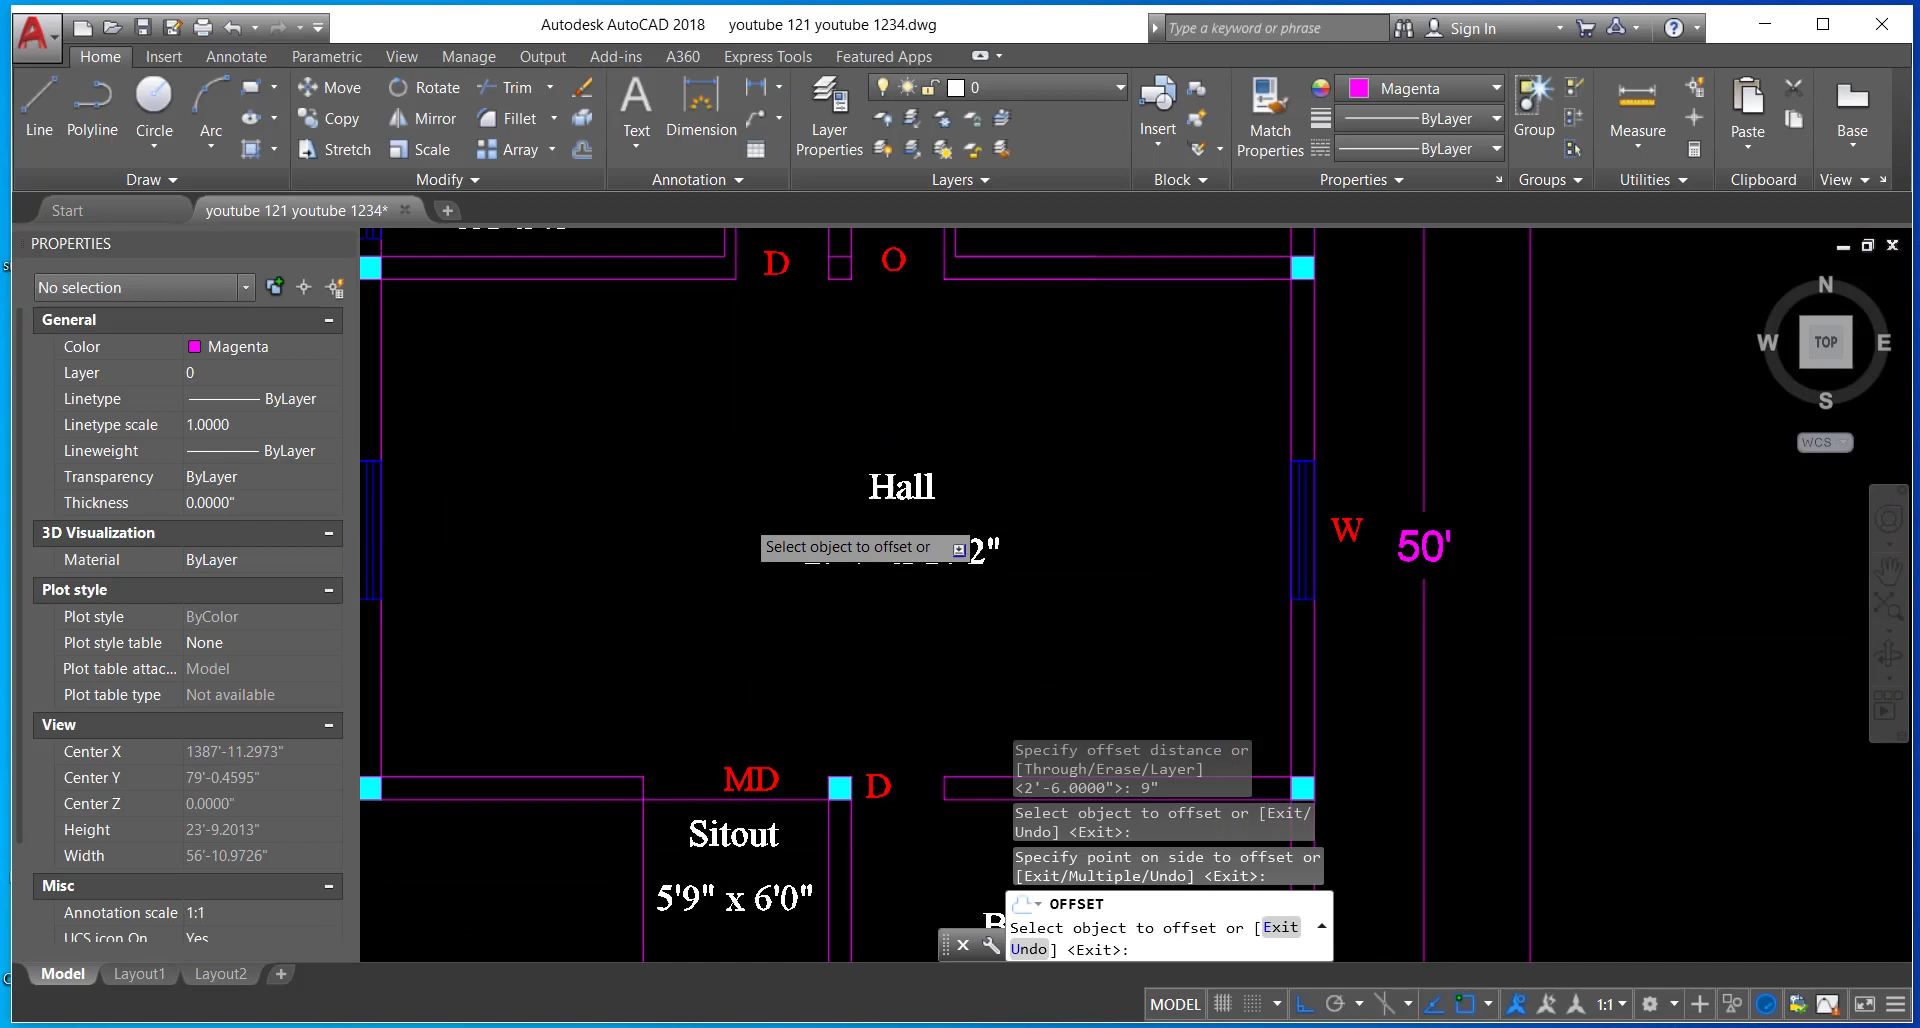 Autodesk AutoCAD 2018 youtube 121 youtube 1234.dwg
Type a keyword or phrase
Sign In
Home Insert Annotate Parametric View Manage Output Add-ins A360 Express Tools Featured Apps
Line Polyline Circle Arc
Move Rotate Trim
Copy Mirror Fillet
Stretch Scale Array
Text Dimension
Layer
Properties
0
Insert
Match
Properties
Magenta
ByLayer
ByLayer
Group
Measure
Paste
Base
Draw Modify Annotation Layers Block Properties Groups Utilities Clipboard View
Start youtube 121 youtube 1234*
PROPERTIES
No selection
General
Color Magenta
Layer 0
Linetype ByLayer
Linetype scale 1.0000
Lineweight ByLayer
Transparency ByLayer
Thickness 0.0000"
3D Visualization
Material ByLayer
Plot style
Plot style ByColor
Plot style table None
Plot table attac... Model
Plot table type Not available
View
Center X 1387'-11.2973"
Center Y 79'-0.4595"
Center Z 0.0000"
Height 23'-9.2013"
Width 56'-10.9726"
Misc
Annotation scale 1:1
UCS icon On Yes
D O
N
W TOP E
S
WCS
Hall
Select object to offset or 2"
W 50'
MD D
Sitout
5'9" x 6'0"
B
Specify offset distance or
[Through/Erase/Layer]
<2'-6.0000">: 9"
Select object to offset or [Exit/
Undo] <Exit>:
Specify point on side to offset or
[Exit/Multiple/Undo] <Exit>:
OFFSET
Select object to offset or [Exit
Undo] <Exit>:
Model Layout1 Layout2
MODEL 1:1